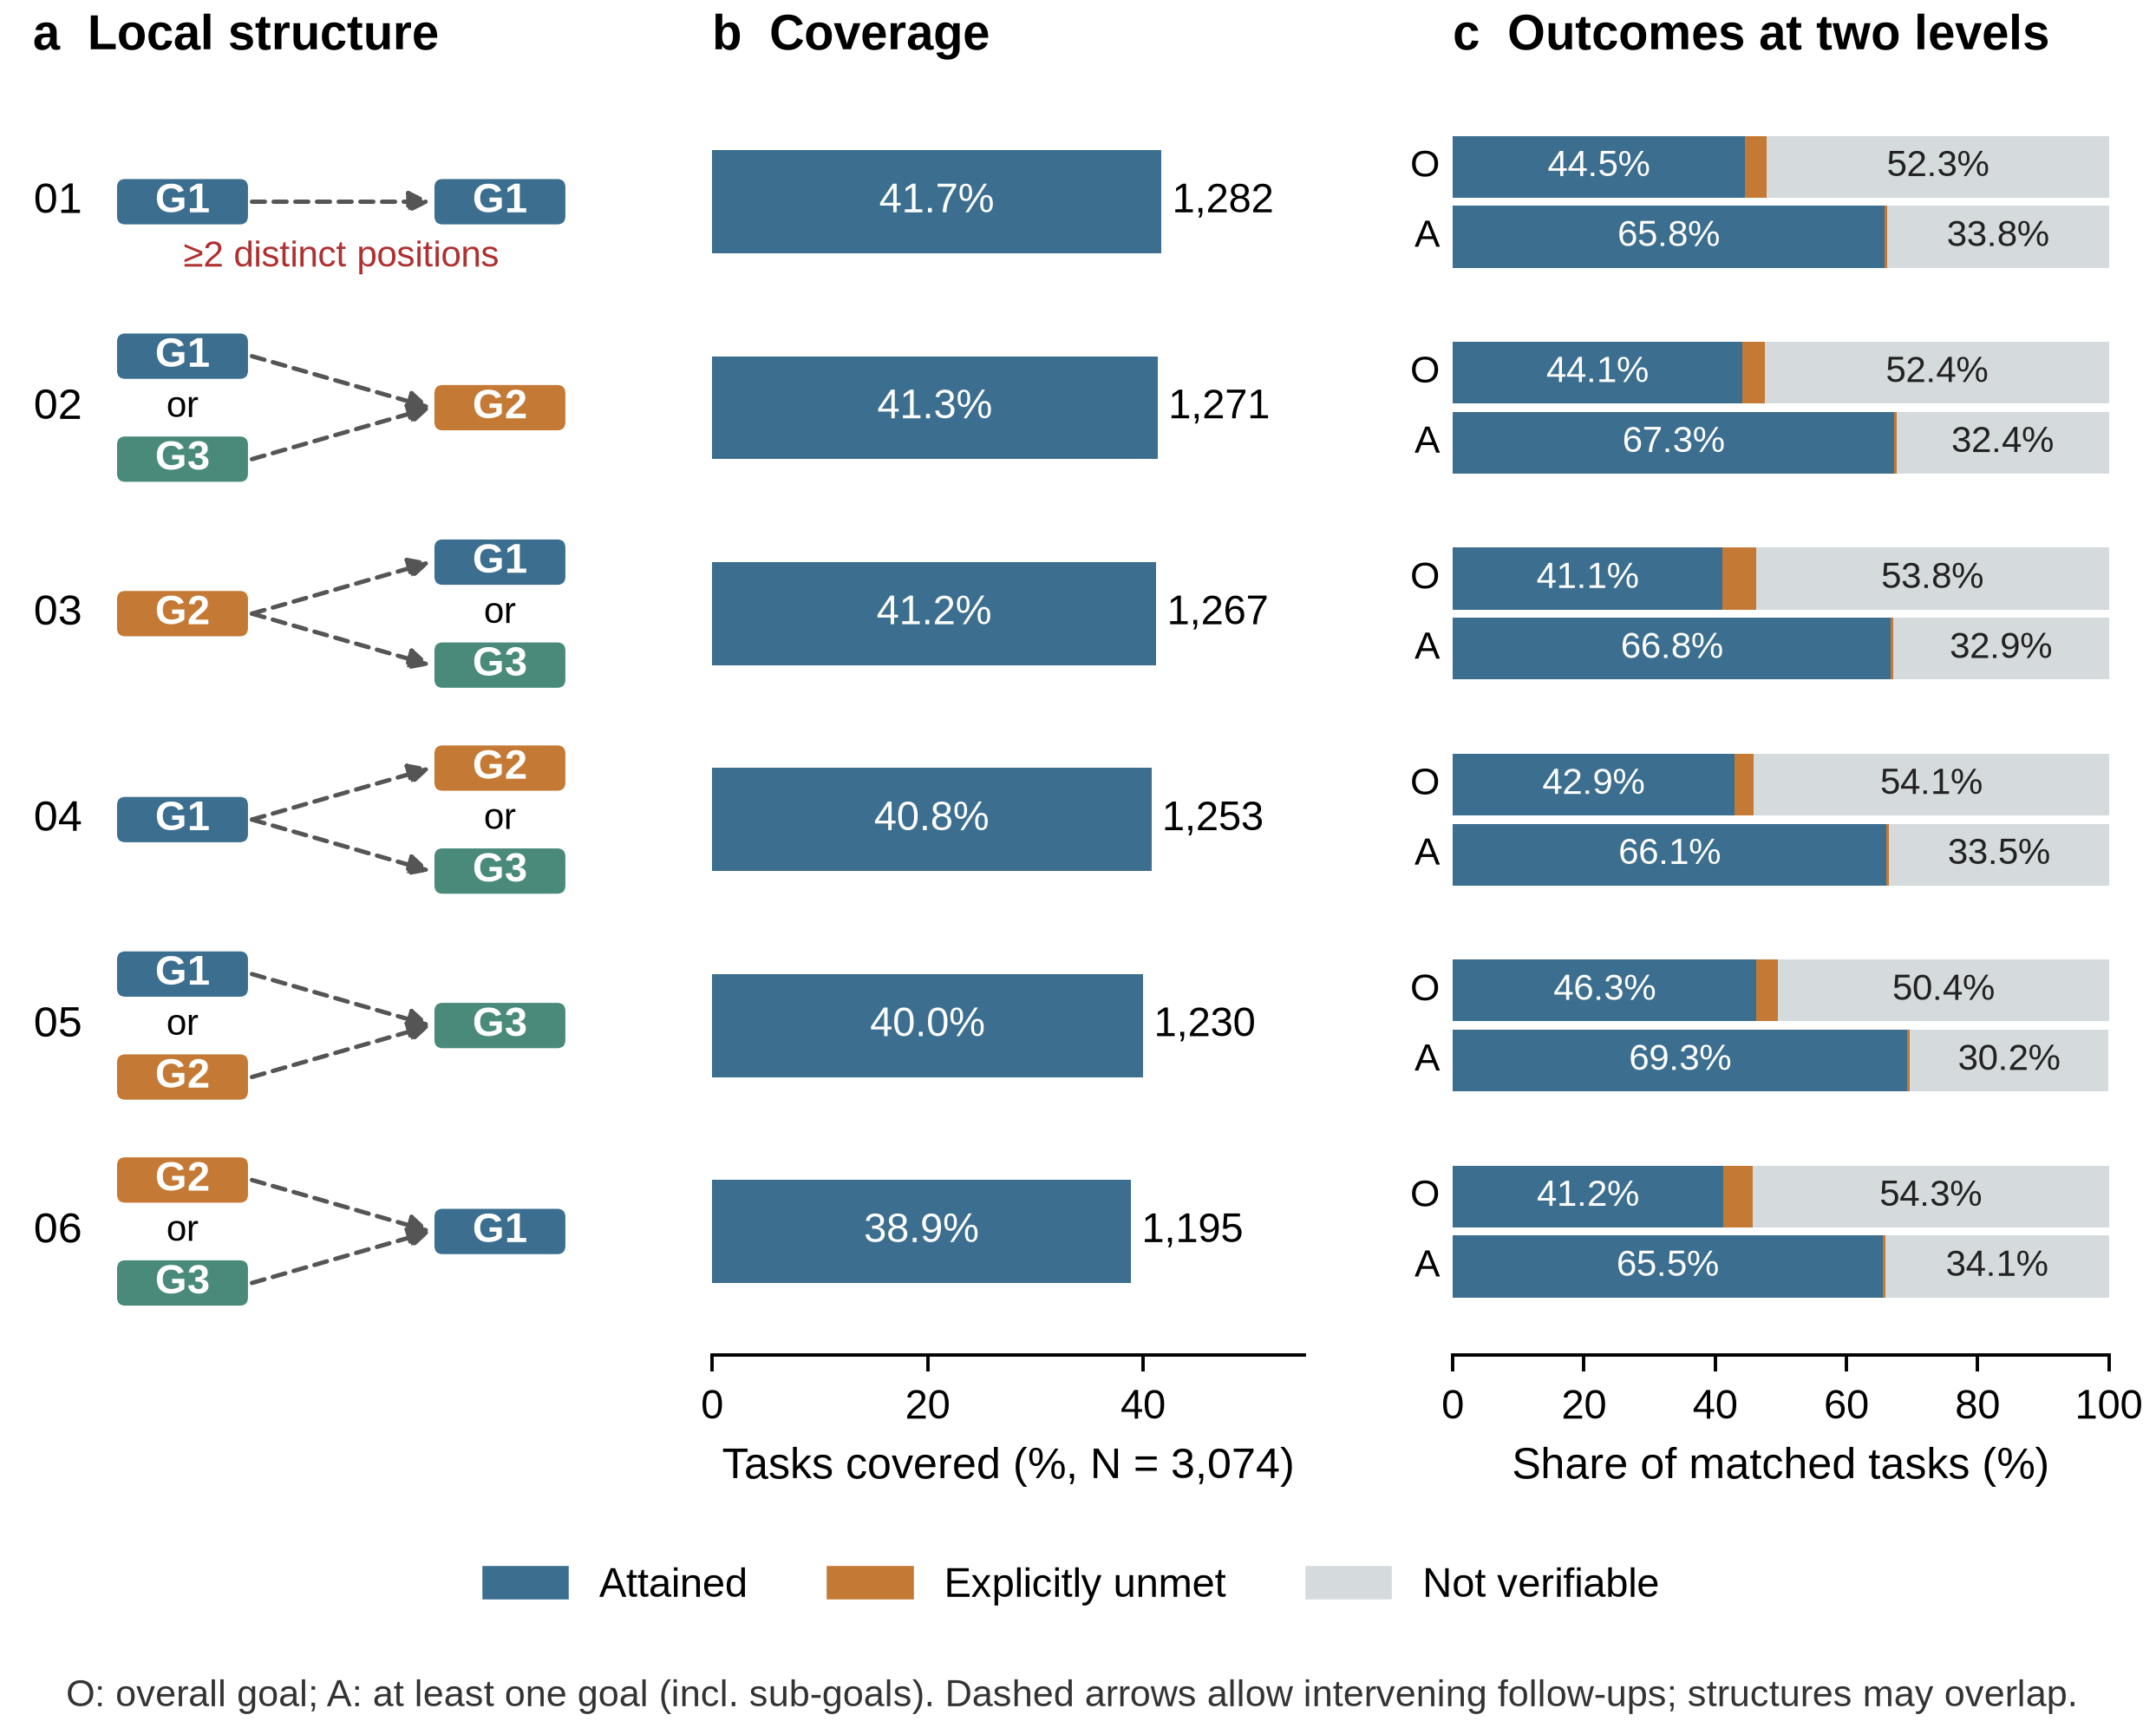 a Local structure
b Coverage
c Outcomes at two levels
01
G1
G1
≥2 distinct positions
41.7%
1,282
O
44.5%
52.3%
A
65.8%
33.8%
02
G1
or
G3
G2
41.3%
1,271
O
44.1%
52.4%
A
67.3%
32.4%
03
G2
G1
or
G3
41.2%
1,267
O
41.1%
53.8%
A
66.8%
32.9%
04
G1
G2
or
G3
40.8%
1,253
O
42.9%
54.1%
A
66.1%
33.5%
05
G1
or
G2
G3
40.0%
1,230
O
46.3%
50.4%
A
69.3%
30.2%
06
G2
or
G3
G1
38.9%
1,195
O
41.2%
54.3%
A
65.5%
34.1%
0 20 40
Tasks covered (%, N = 3,074)
0 20 40 60 80 100
Share of matched tasks (%)
Attained
Explicitly unmet
Not verifiable
O: overall goal; A: at least one goal (incl. sub-goals). Dashed arrows allow intervening follow-ups; structures may overlap.